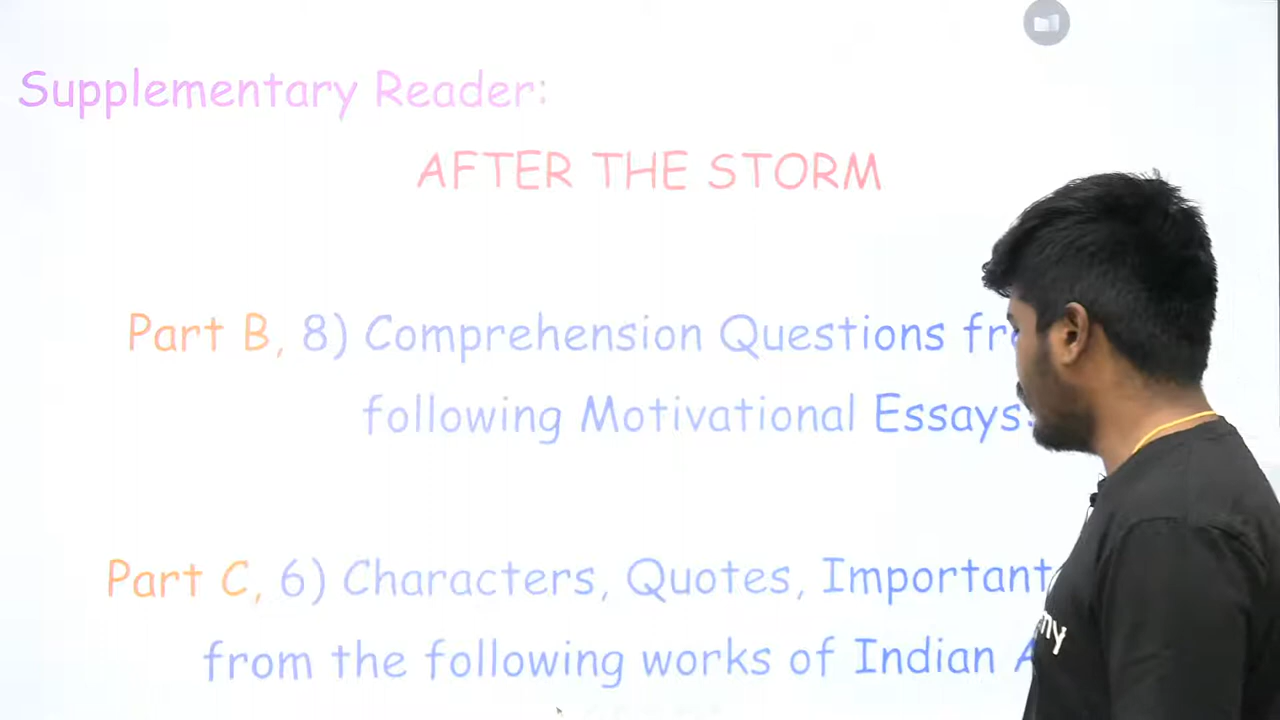 Supplementary Reader:
AFTER THE STORM
Part B, 8) Comprehension Questions
following Motivational Essays
Part C, 6) Characters, Quotes, Important
from the following works of Indian